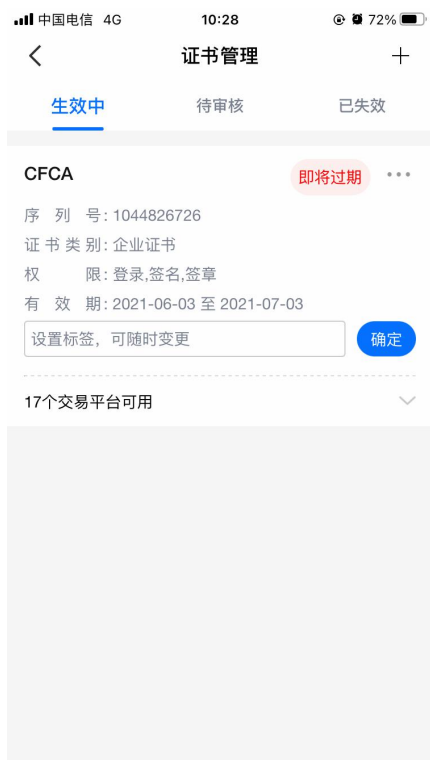 中国电信 4G 10:28 72%
证书管理
生效中 待审核 已失效
CFCA 即将过期
序列号: 1044826726
证书类别: 企业证书
权限: 登录,签名,签章
有效期: 2021-06-03 至 2021-07-03
设置标签，可随时变更 确定
17个交易平台可用